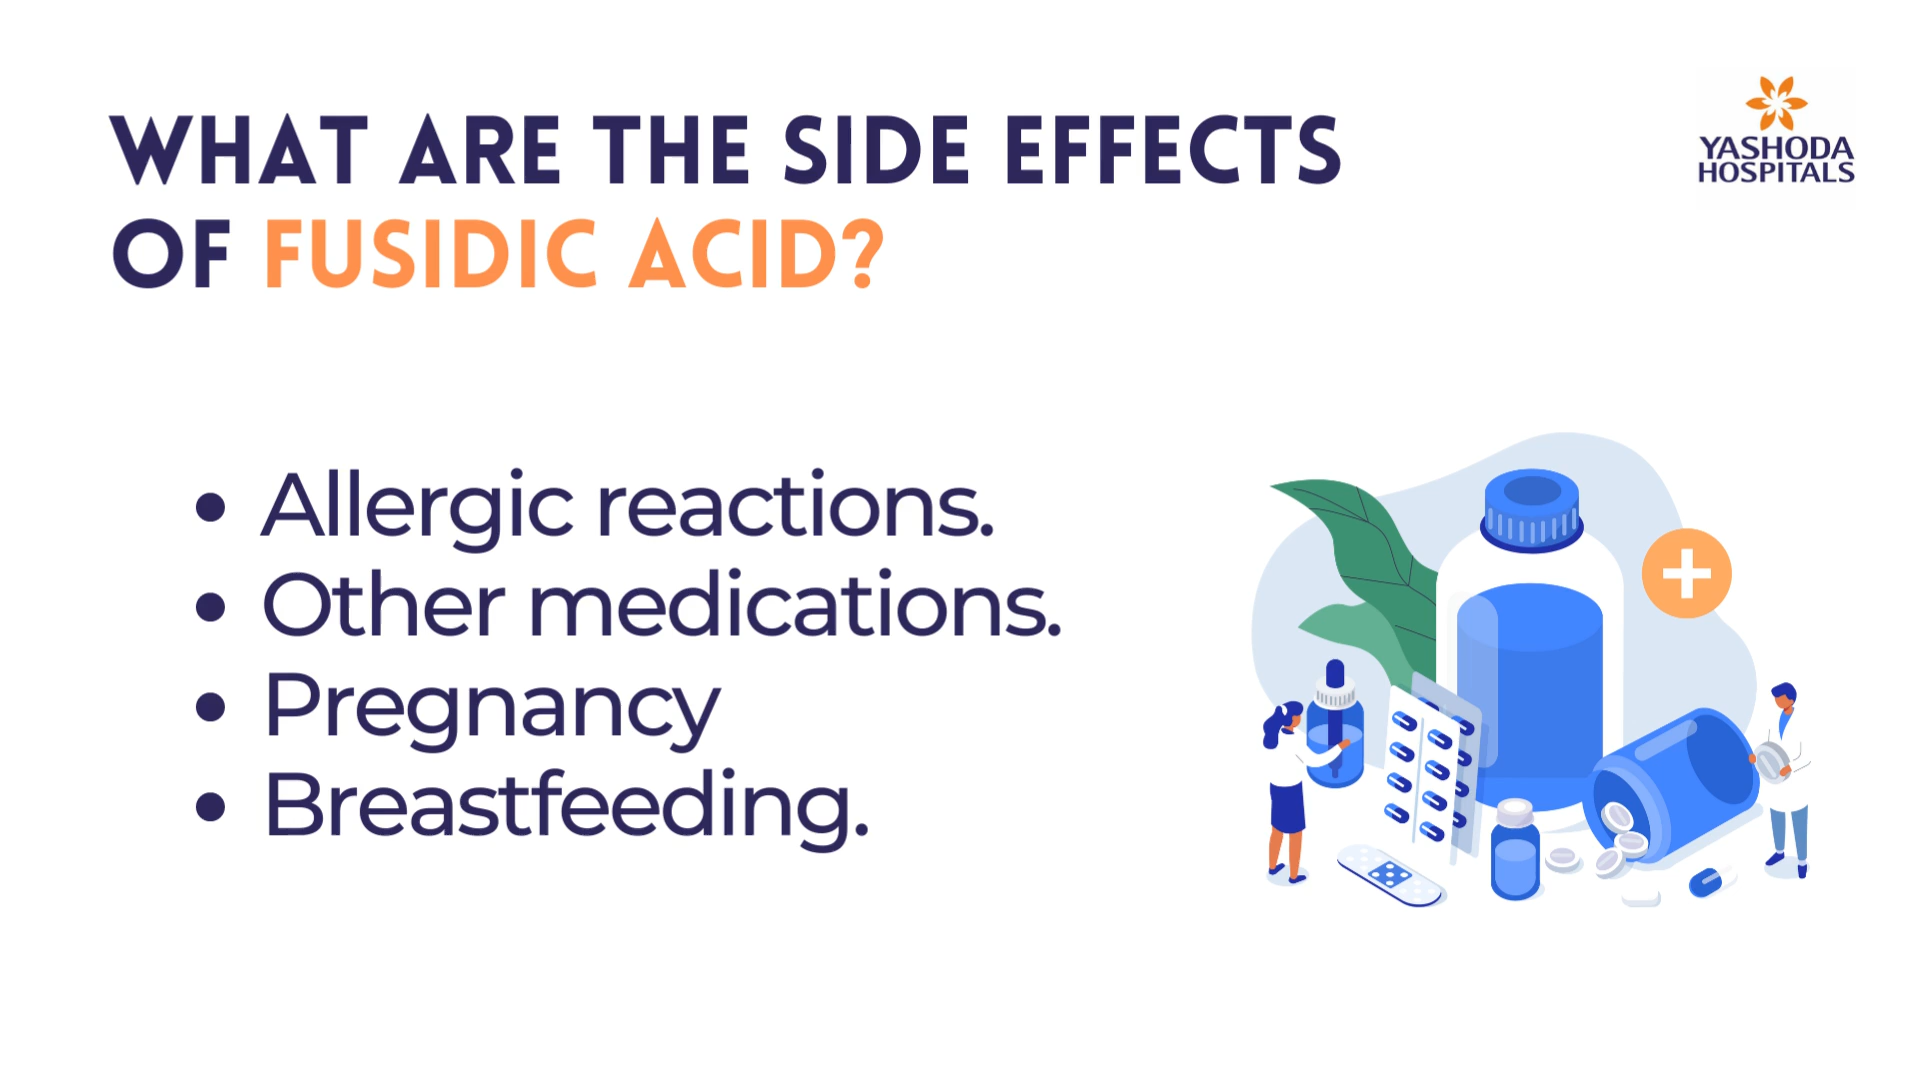 WHAT ARE THE SIDE EFFECTS
OF FUSIDIC ACID?
YASHODA
HOSPITALS
• Allergic reactions.
• Other medications.
• Pregnancy
• Breastfeeding.